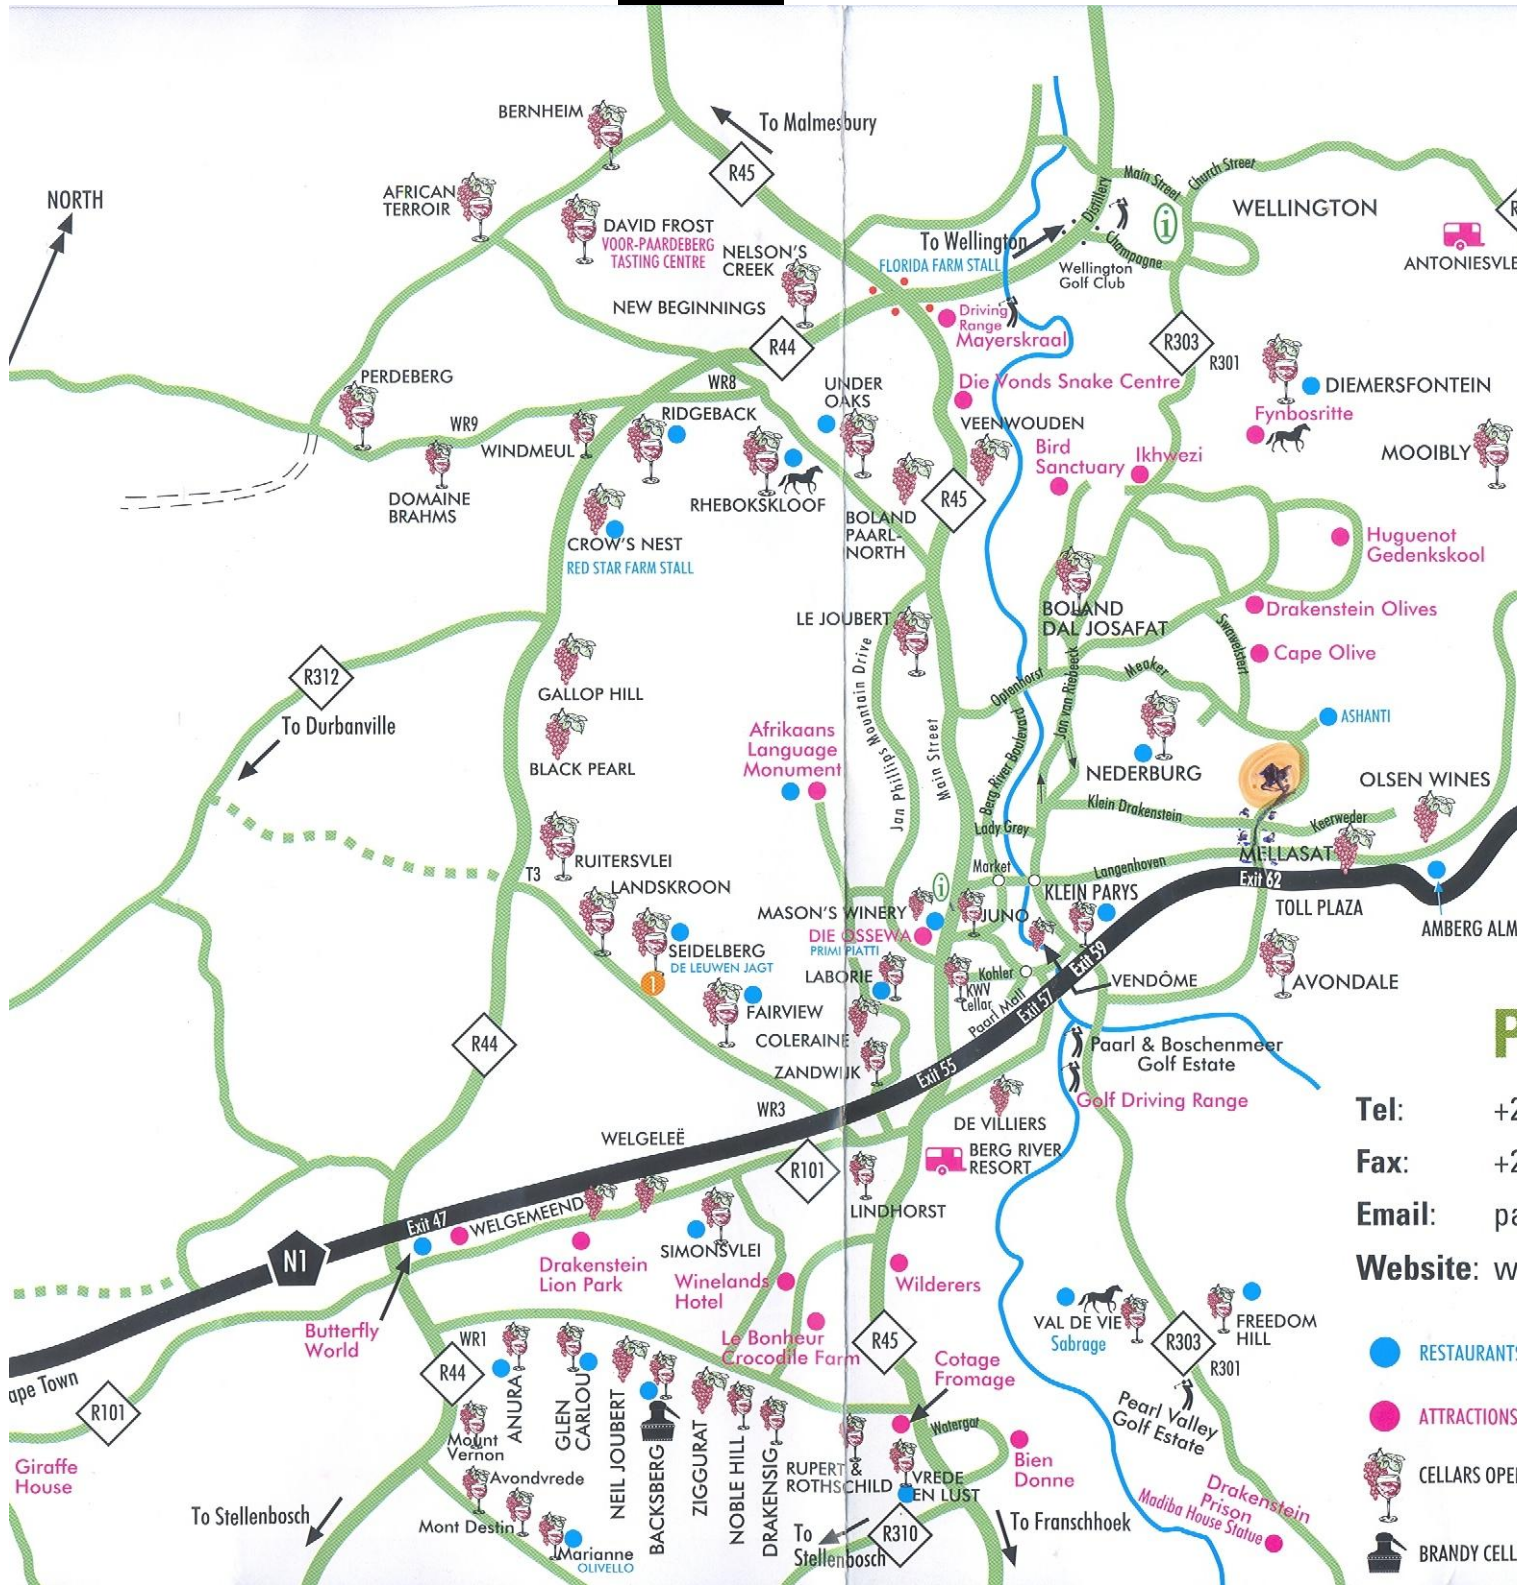 BERNHEIM
To Malmesbury
R45
NORTH
AFRICAN
TERROIR
DAVID FROST
VOOR-PAARDEBERG
TASTING CENTRE
NELSON'S
CREEK
NEW BEGINNINGS
R44
To Wellington
FLORIDA FARM STALL
Distillery
Main Street
Church Street
Champagne
i
WELLINGTON
Wellington
Golf Club
ANTONIESVLE
R303
R301
Driving
Range
Mayerskraal
PERDEBERG
WR9
WR8
WINDMEUL
DOMAINE
BRAHMS
RIDGEBACK
UNDER
OAKS
RHEBOKSKLOOF
Die Vonds Snake Centre
VEENWOUDEN
Bird
Sanctuary
Ikhwezi
DIEMERSFONTEIN
Fynbosritte
MOOIBLY
BOLAND
PAARL-
NORTH
R45
CROW'S NEST
RED STAR FARM STALL
Huguenot
Gedenkskool
BOLAND
DAL JOSAFAT
Drakenstein Olives
Cape Olive
Swawelstert
Meaker
Optenhorst
Jan van Riebeeck
Berg River Boulevard
LE JOUBERT
Jan Phillips Mountain Drive
Main Street
R312
To Durbanville
GALLOP HILL
BLACK PEARL
Afrikaans
Language
Monument
NEDERBURG
ASHANTI
OLSEN WINES
Klein Drakenstein
Keerweder
Lady Grey
Market
Langenhoven
MELLASAT
Exit 62
TOLL PLAZA
AMBERG ALM
T3
RUITERSVLEI
LANDSKROON
SEIDELBERG
DE LEUWEN JAGT
1
FAIRVIEW
i
MASON'S WINERY
DIE OSSEWA
PRIMI PIATTI
JUNO
KLEIN PARYS
LABORIE
COLERAINE
ZANDWIJK
KWV
Cellar
Kohler
Paarl Mall
Exit 59
Exit 57
Exit 55
VENDÔME
AVONDALE
R44
Paarl & Boschenmeer
Golf Estate
Golf Driving Range
WR3
WELGELEË
R101
DE VILLIERS
BERG RIVER
RESORT
LINDHORST
P
Tel: +2
Fax: +2
Email: pa
Website: w
Exit 47
WELGEMEEND
N1
Butterfly
World
Drakenstein
Lion Park
SIMONSVLEI
Winelands
Hotel
Le Bonheur
Crocodile Farm
Wilderers
R45
VAL DE VIE
Sabrage
FREEDOM
HILL
R303
R301
Pearl Valley
Golf Estate
RESTAURANTS
ATTRACTIONS
CELLARS OPE
BRANDY CELL
ape Town
R101
Giraffe
House
WR1
R44
Mount
Vernon
ANURA
GLEN
CARLOU
NEIL JOUBERT
BACKSBERG
ZIGGURAT
NOBLE HILL
DRAKENSIG
RUPERT &
ROTHSCHILD
Cotage
Fromage
Watergat
Bien
Donne
VREDE
EN LUST
Avondvrede
Mont Destin
Marianne
OLIVELLO
To Stellenbosch
To
Stellenbosch
R310
To Franschhoek
Drakenstein
Prison
Madiba House Statue